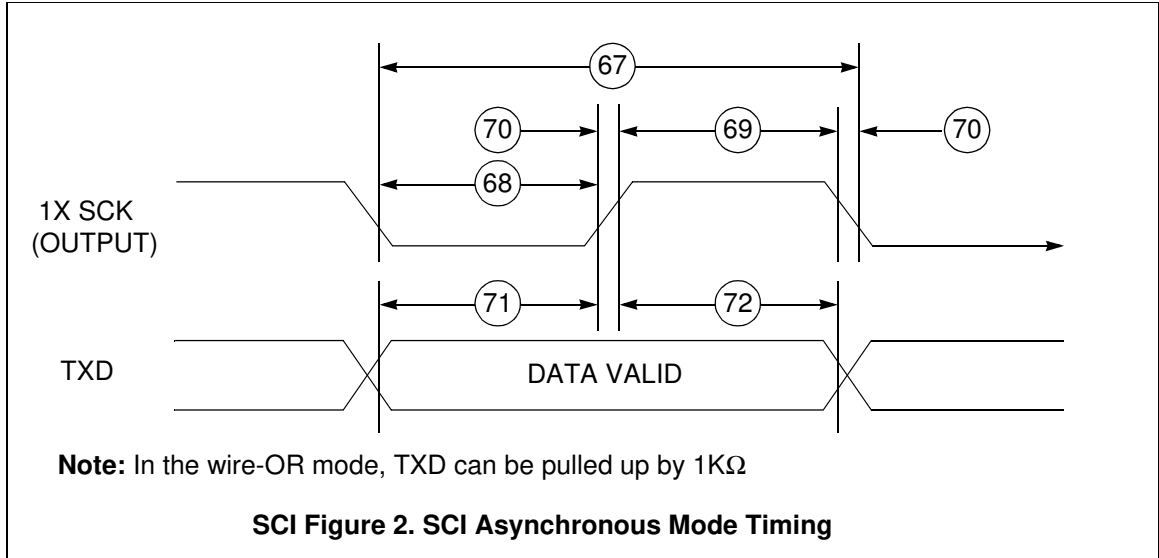 67
70 69 70
68
1X SCK
(OUTPUT)
71 72
TXD DATA VALID
Note: In the wire-OR mode, TXD can be pulled up by 1KΩ
SCI Figure 2. SCI Asynchronous Mode Timing